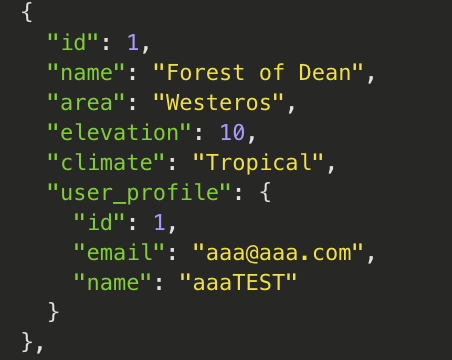 {
  "id": 1,
  "name": "Forest of Dean",
  "area": "Westeros",
  "elevation": 10,
  "climate": "Tropical",
  "user_profile": {
    "id": 1,
    "email": "aaa@aaa.com",
    "name": "aaaTEST"
  }
},